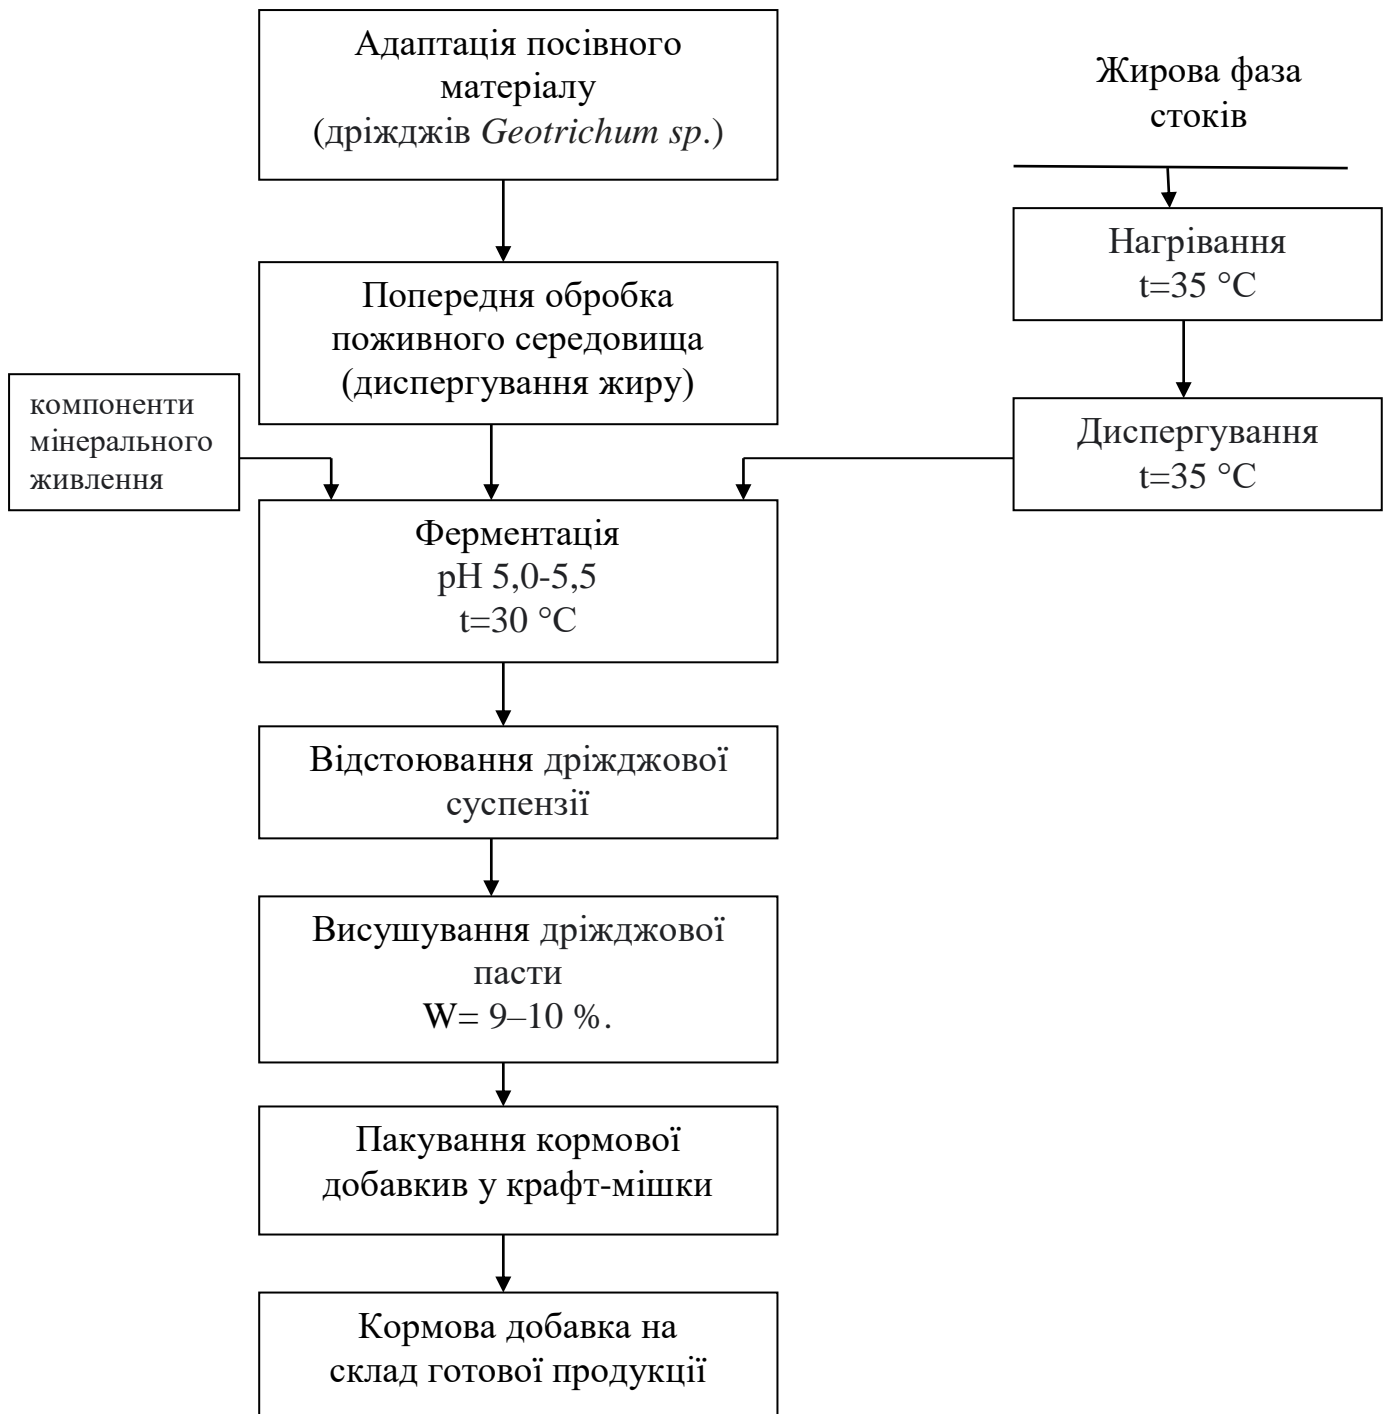 Адаптація посівного
матеріалу
(дріжджів Geotrichum sp.)
Жирова фаза
стоків
Нагрівання
t=35 °C
Попередня обробка
поживного середовища
(диспергування жиру)
компоненти
мінерального
живлення
Диспергування
t=35 °C
Ферментація
рН 5,0-5,5
t=30 °C
Відстоювання дріжджової
суспензії
Висушування дріжджової
пасти
W= 9–10 %.
Пакування кормової
добавкив у крафт-мішки
Кормова добавка на
склад готової продукції